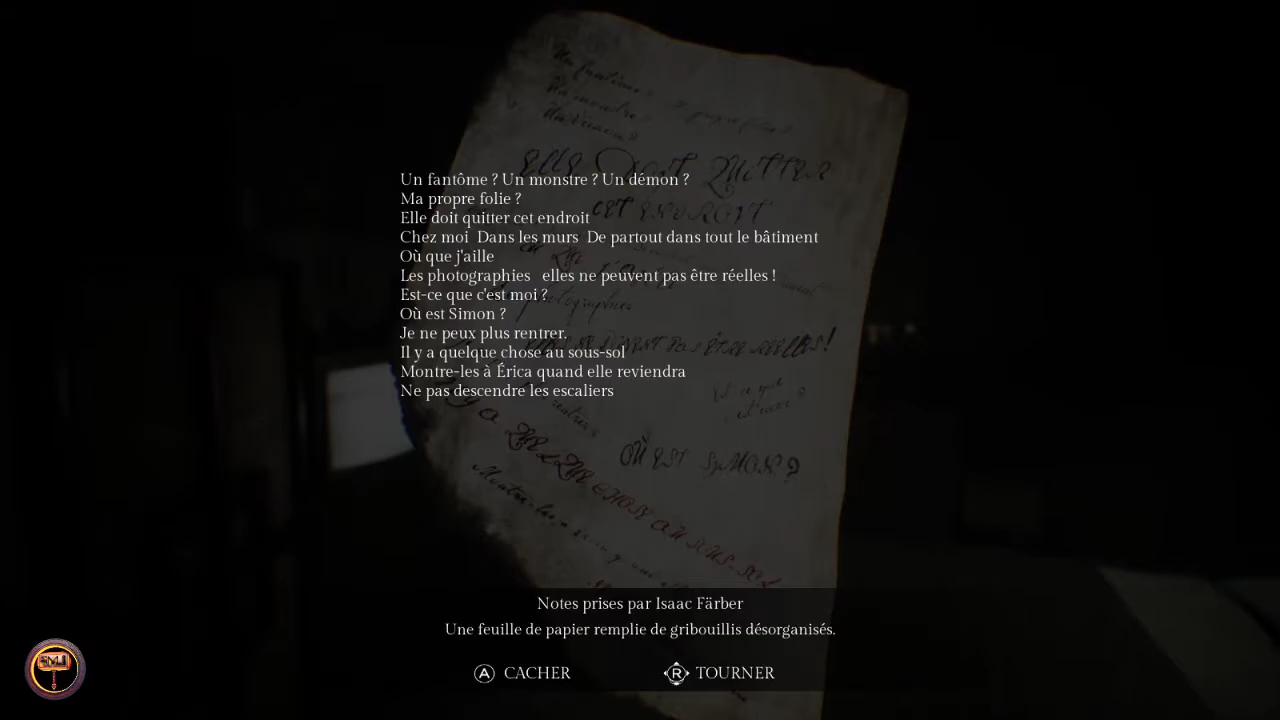 Un fantôme ? Un monstre ? Un démon ?
Ma propre folie ?
Elle doit quitter cet endroit
Chez moi  Dans les murs  De partout dans tout le bâtiment
Où que j'aille
Les photographies   elles ne peuvent pas être réelles !
Est-ce que c'est moi ?
Où est Simon ?
Je ne peux plus rentrer.
Il y a quelque chose au sous-sol
Montre-les à Érica quand elle reviendra
Ne pas descendre les escaliers
Notes prises par Isaac Färber
Une feuille de papier remplie de gribouillis désorganisés.
A CACHER R TOURNER